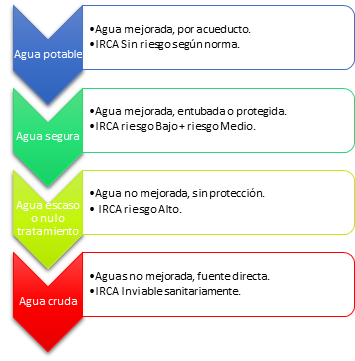 Agua potable
•Agua mejorada, por acueducto.
•IRCA Sin riesgo según norma.
Agua segura
•Agua mejorada, entubada o protegida.
•IRCA riesgo Bajo + riesgo Medio.
Agua escaso
o nulo
tratamiento
•Agua no mejorada, sin protección.
• IRCA riesgo Alto.
Agua cruda
•Aguas no mejorada, fuente directa.
•IRCA Inviable sanitariamente.